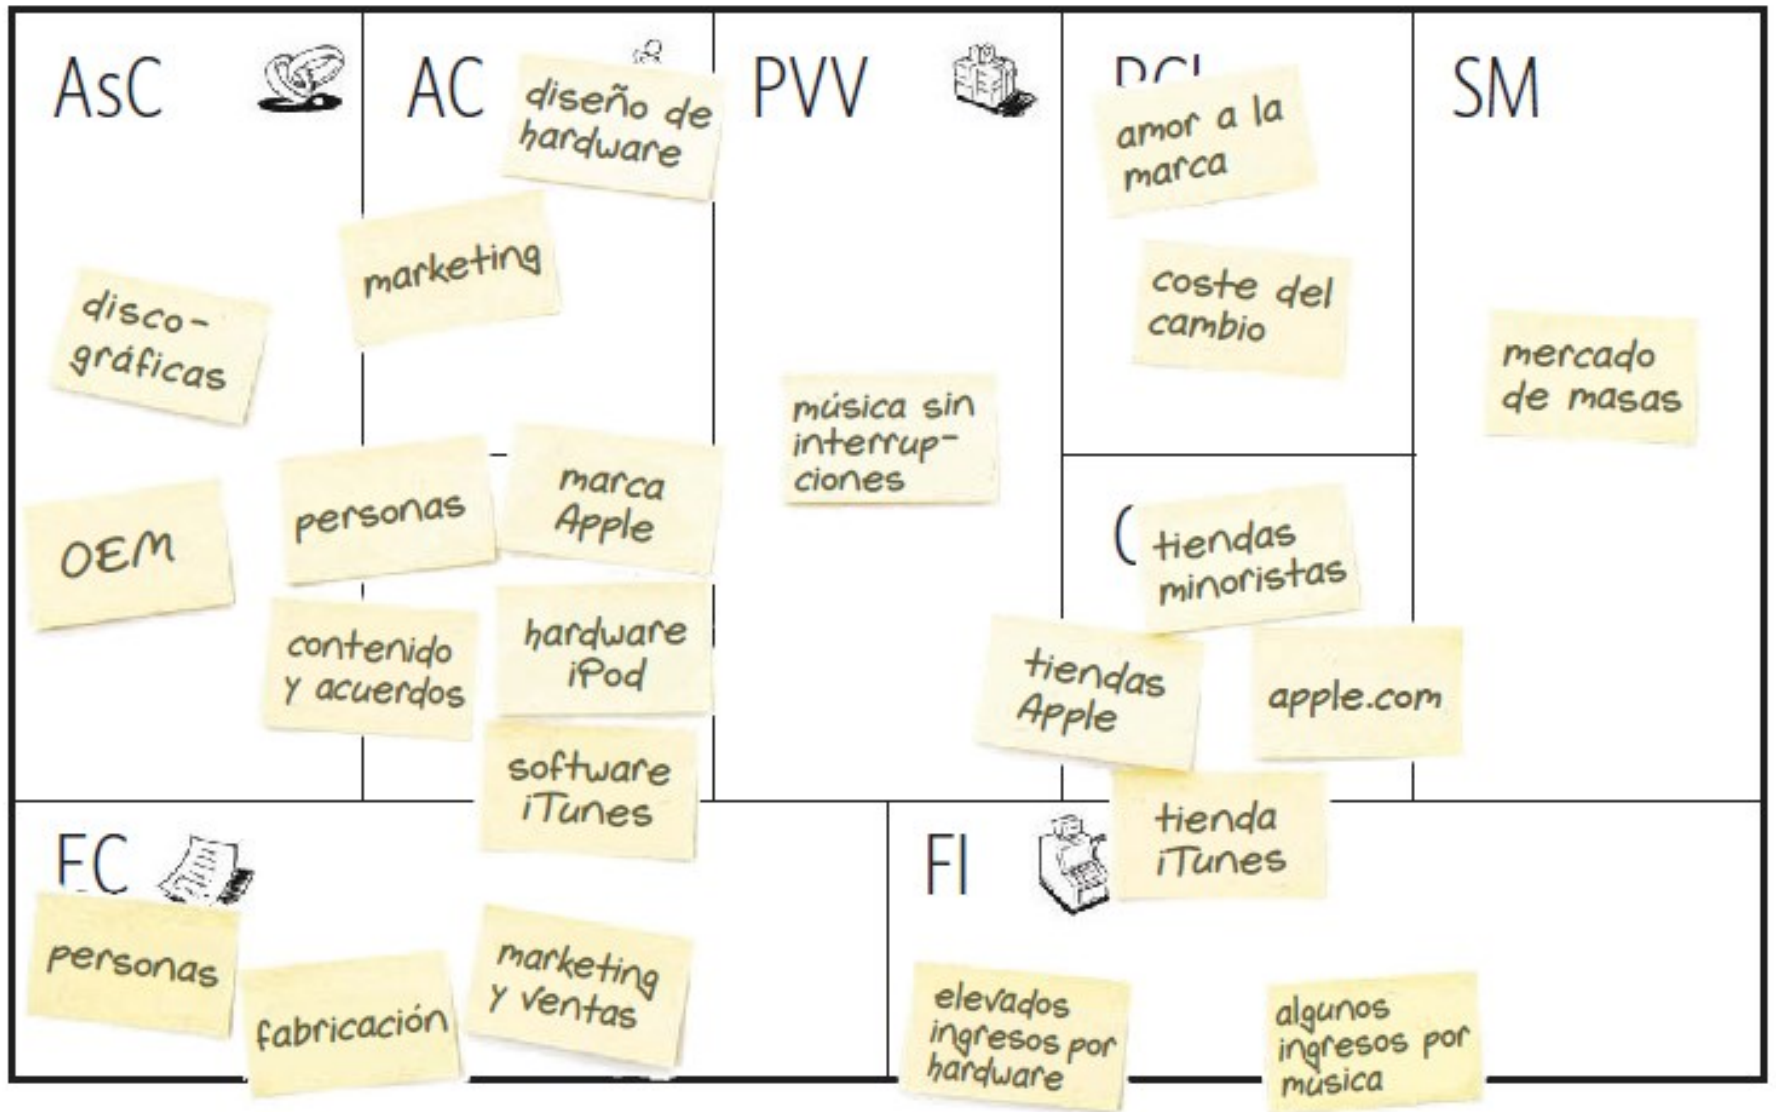 AsC
disco-
gráficas
OEM
AC
diseño de
hardware
marketing
personas
marca
Apple
contenido
y acuerdos
hardware
iPod
software
iTunes
PVV
música sin
interrup-
ciones
amor a la
marca
coste del
cambio
tiendas
minoristas
tiendas
Apple
apple.com
tienda
iTunes
SM
mercado
de masas
EC
personas
fabricación
marketing
y ventas
FI
elevados
ingresos por
hardware
algunos
ingresos por
música